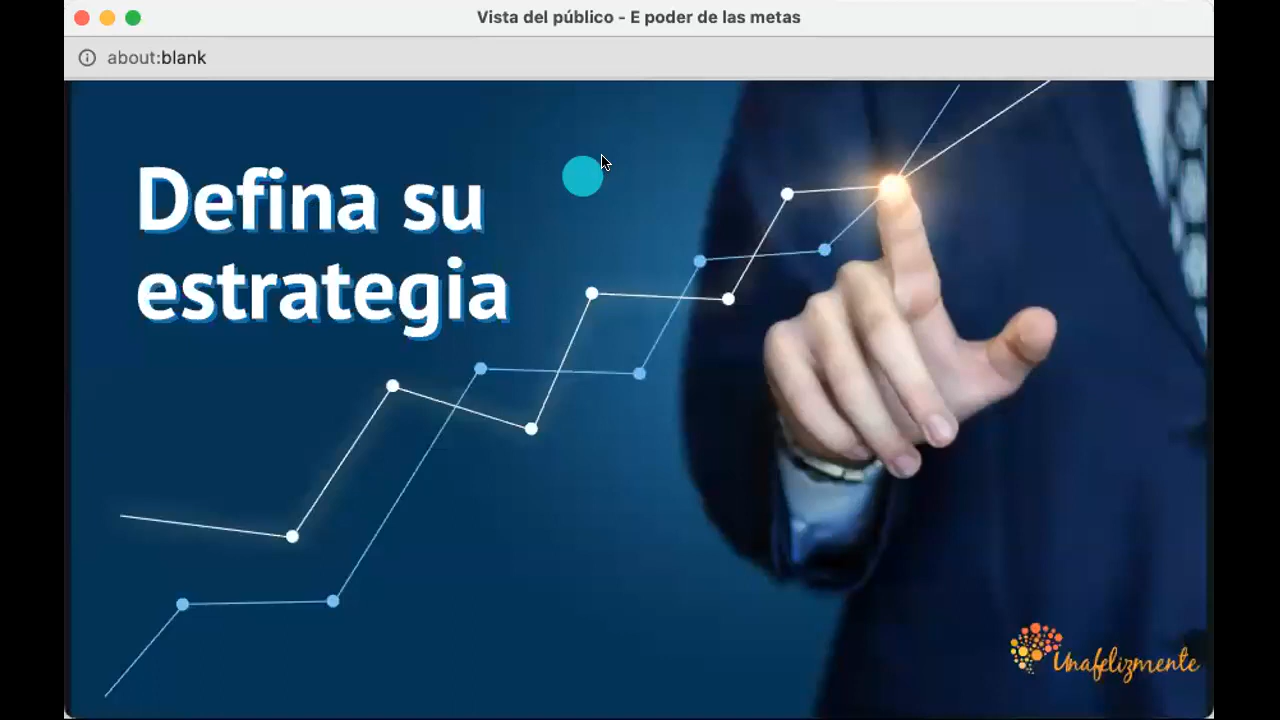 Vista del público - E poder de las metas
about:blank
Defina su
estrategia
Unafelizmente